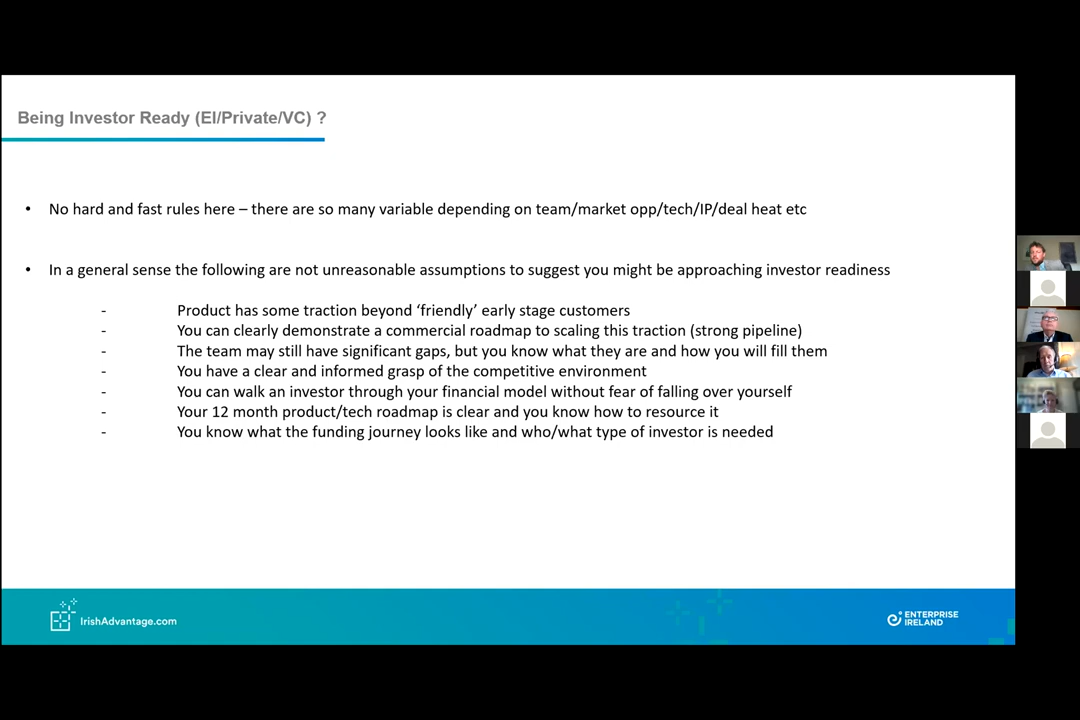 Being Investor Ready (EI/Private/VC) ?
• No hard and fast rules here – there are so many variable depending on team/market opp/tech/IP/deal heat etc
• In a general sense the following are not unreasonable assumptions to suggest you might be approaching investor readiness
- Product has some traction beyond ‘friendly’ early stage customers
- You can clearly demonstrate a commercial roadmap to scaling this traction (strong pipeline)
- The team may still have significant gaps, but you know what they are and how you will fill them
- You have a clear and informed grasp of the competitive environment
- You can walk an investor through your financial model without fear of falling over yourself
- Your 12 month product/tech roadmap is clear and you know how to resource it
- You know what the funding journey looks like and who/what type of investor is needed
IrishAdvantage.com
ENTERPRISE
IRELAND